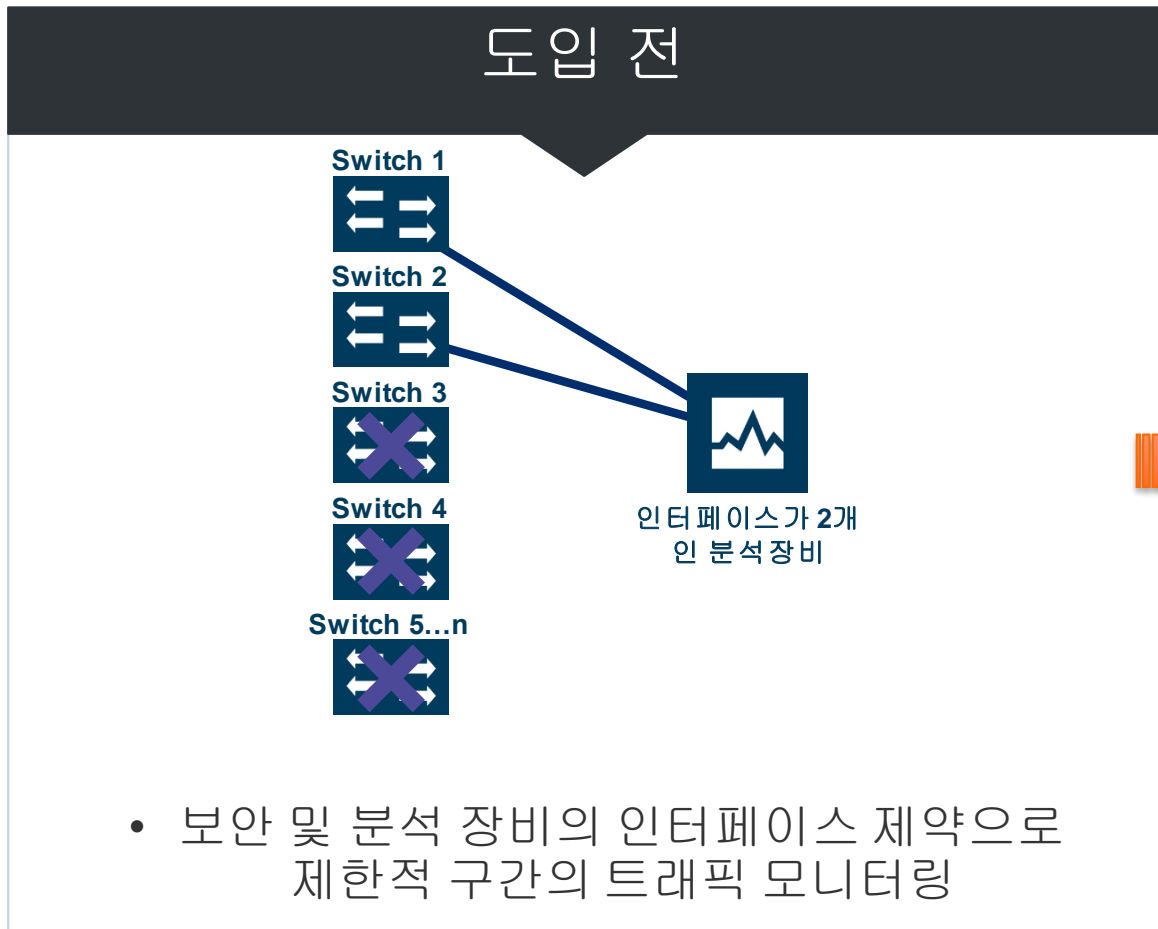 도입 전
Switch 1
Switch 2
Switch 3
Switch 4
Switch 5...n
인터페이스가 2개
인 분석장비
• 보안 및 분석 장비의 인터페이스 제약으로
제한적 구간의 트래픽 모니터링